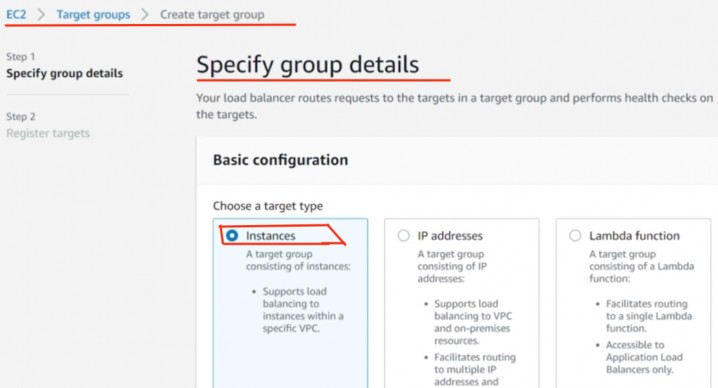 EC2 > Target groups > Create target group
Step 1
Specify group details
Step 2
Register targets
Specify group details
Your load balancer routes requests to the targets in a target group and performs health checks on
the targets.
Basic configuration
Choose a target type
Instances
A target group
consisting of instances:
• Supports load
balancing to
instances within a
specific VPC.
IP addresses
A target group
consisting of IP
addresses:
• Supports load
balancing to VPC
and on-premises
resources.
• Facilitates routing
to multiple IP
addresses and
Lambda function
A target group
consisting of a Lambda
function:
• Facilitates routing
to a single Lambda
function.
• Accessible to
Application Load
Balancers only.